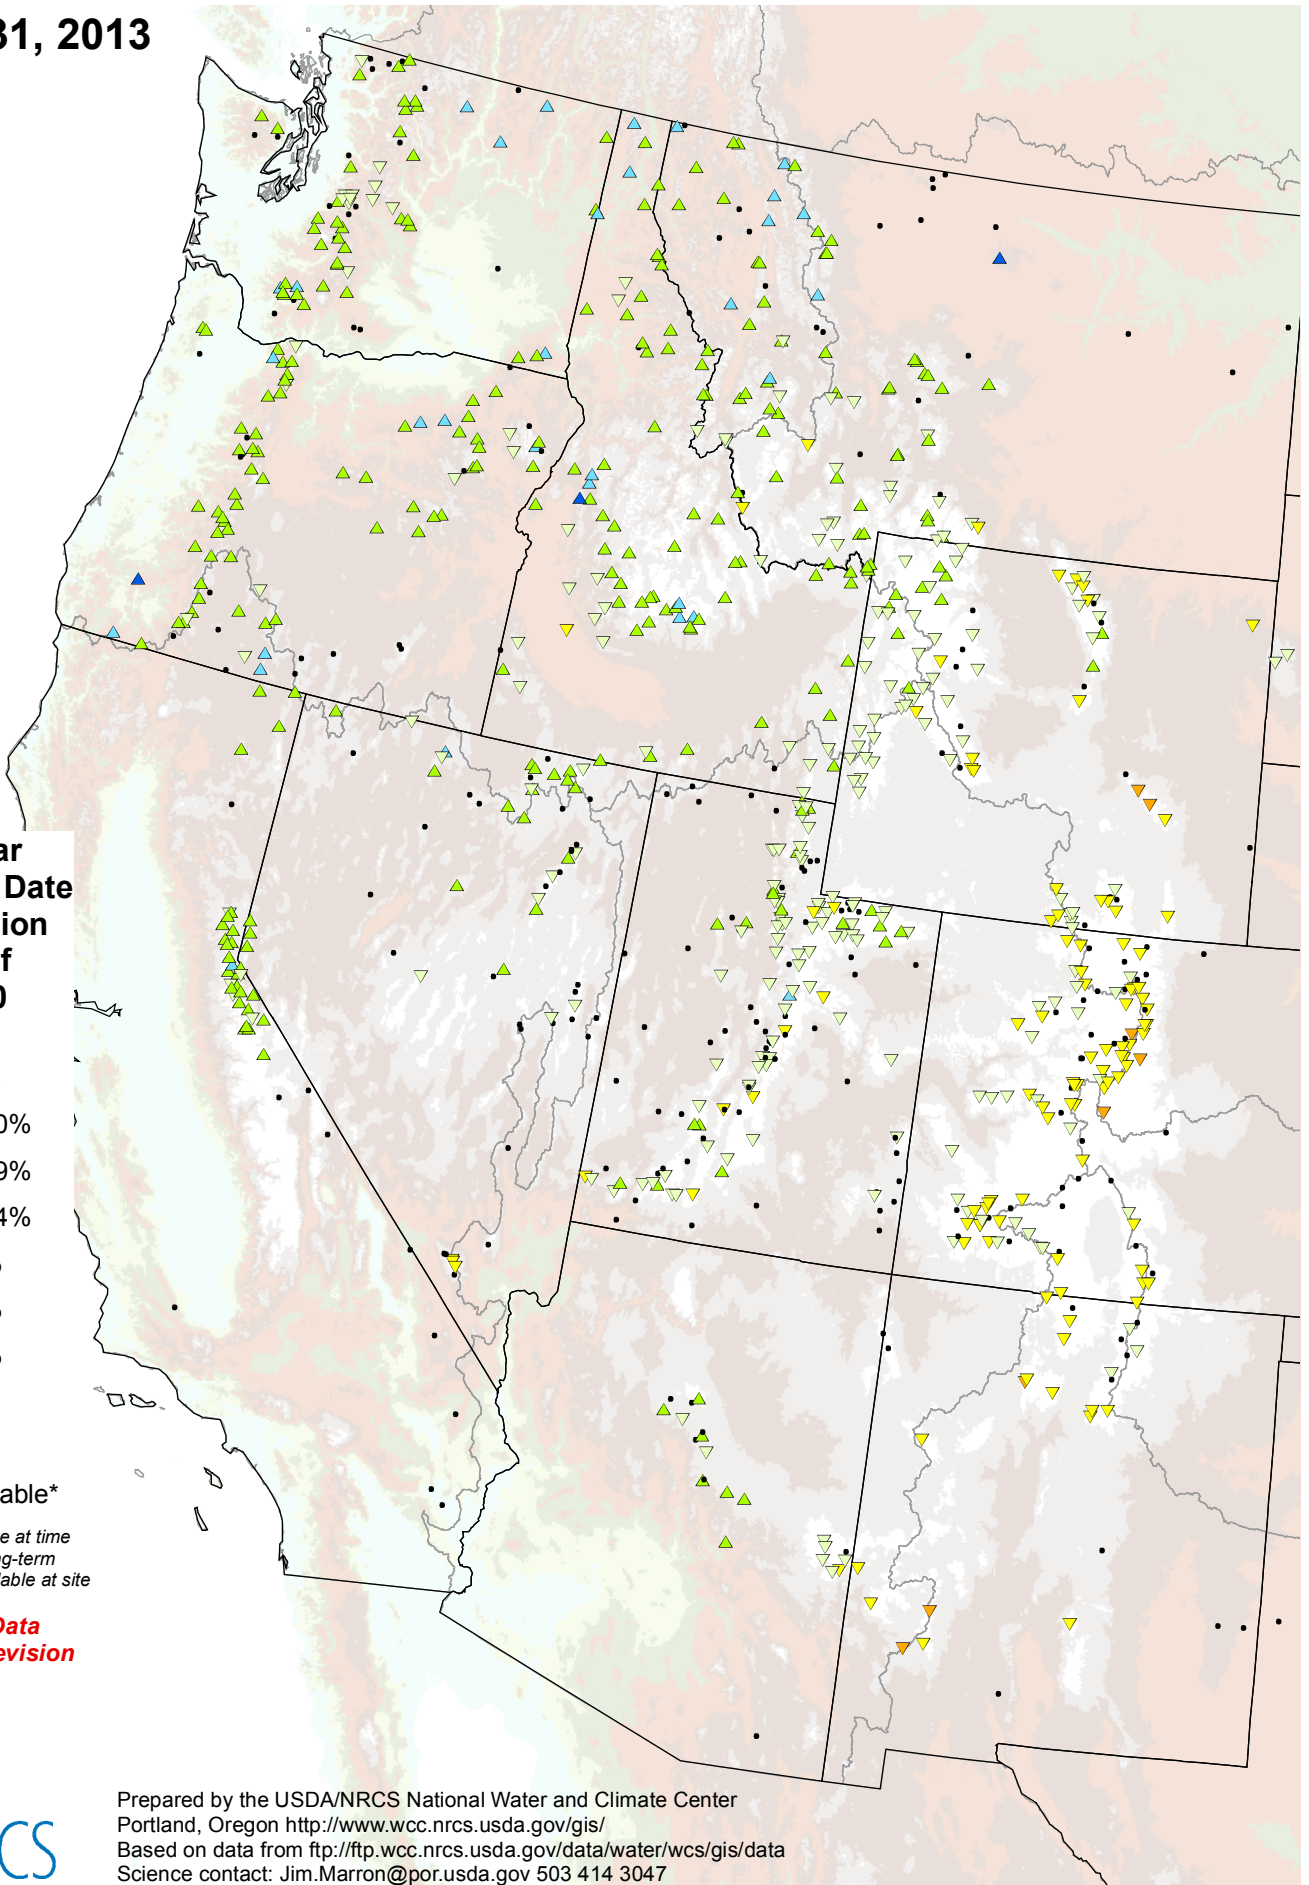 31, 2013
ar
Date
ion
f
0
0%
9%
4%
able*
e at time
ng-term
lable at site
Data
evision
CS
Prepared by the USDA/NRCS National Water and Climate Center
Portland, Oregon http://www.wcc.nrcs.usda.gov/gis/
Based on data from ftp://ftp.wcc.nrcs.usda.gov/data/water/wcs/gis/data
Science contact: Jim.Marron@por.usda.gov 503 414 3047